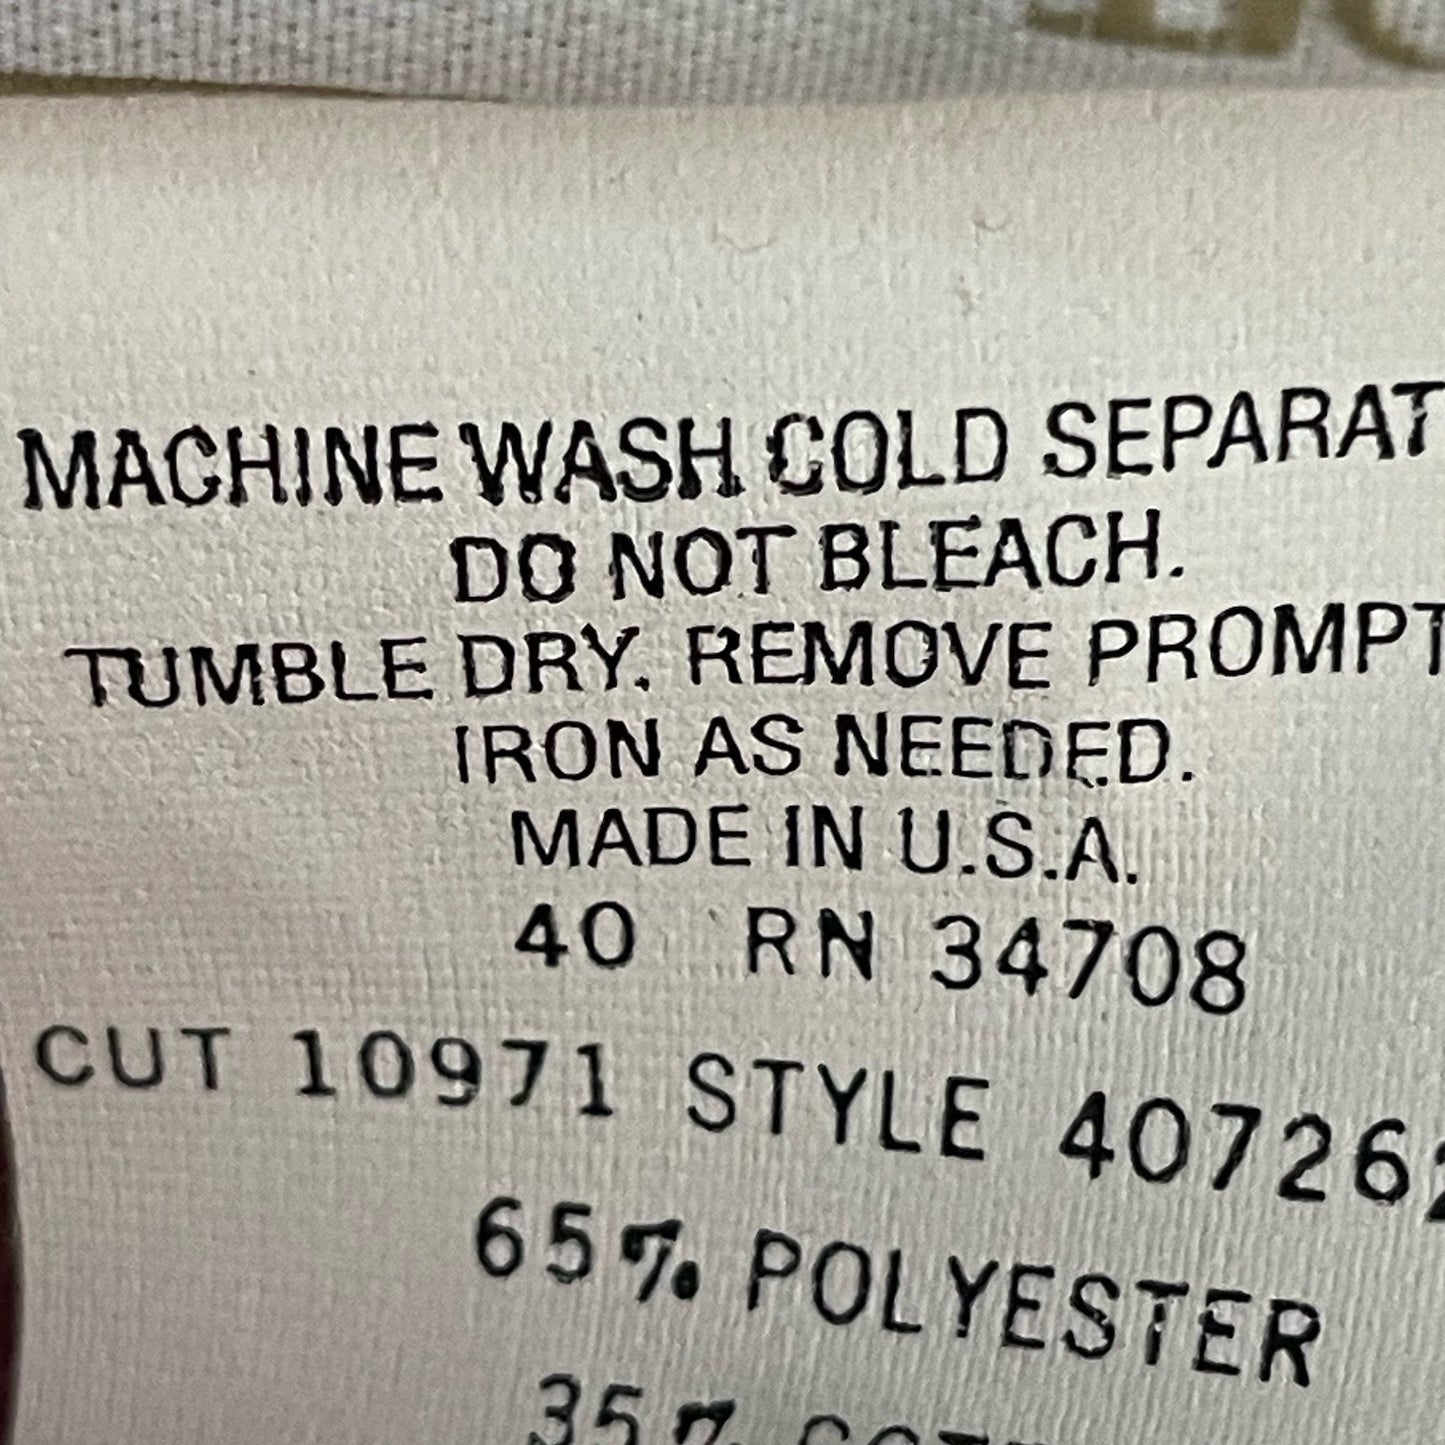 MACHINE WASH COLD SEPARAT
DO NOT BLEACH.
TUMBLE DRY. REMOVE PROMPT
IRON AS NEEDED.
MADE IN U.S.A.
40 RN 34708
CUT 10971 STYLE 40726
65% POLYESTER
35%